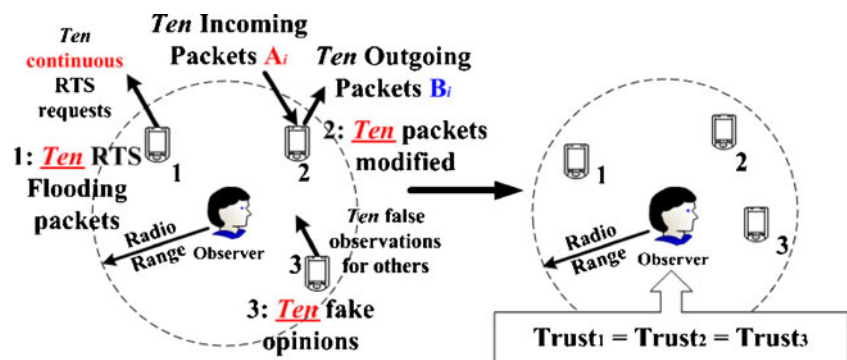 Ten
continuous
RTS
requests
Ten Incoming
Packets Ai
Ten Outgoing
Packets Bi
1: Ten RTS
Flooding
packets
1
2
2: Ten packets
modified
Radio
Range
Observer
Ten false
observations
for others
3
3: Ten fake
opinions
1
2
3
Radio
Range
Observer
Trust1 = Trust2 = Trust3